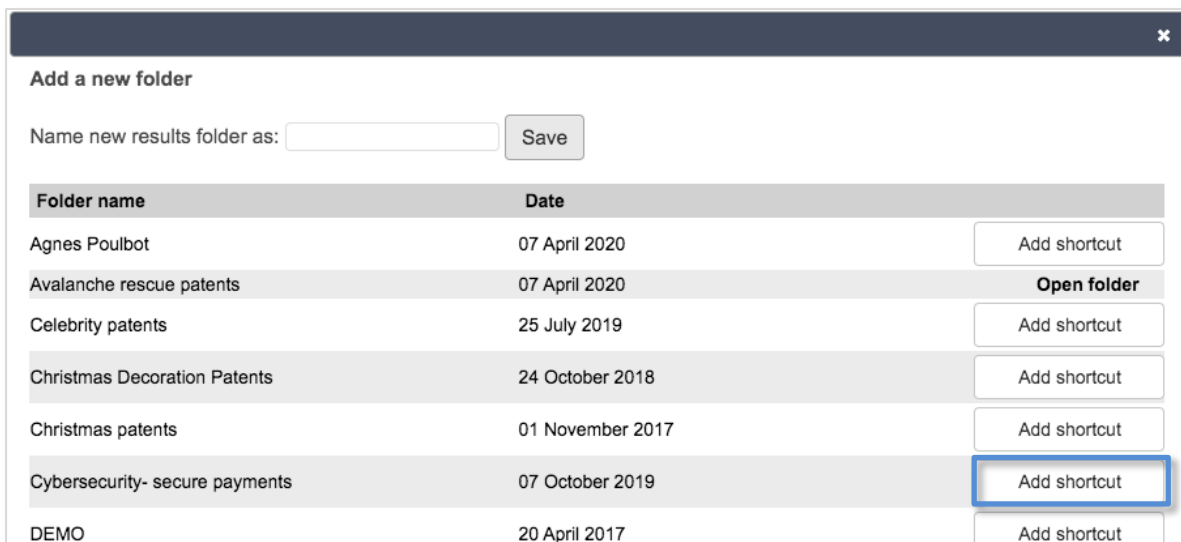 Add a new folder
Name new results folder as: Save
Folder name Date
Agnes Poulbot 07 April 2020 Add shortcut
Avalanche rescue patents 07 April 2020 Open folder
Celebrity patents 25 July 2019 Add shortcut
Christmas Decoration Patents 24 October 2018 Add shortcut
Christmas patents 01 November 2017 Add shortcut
Cybersecurity- secure payments 07 October 2019 Add shortcut
DEMO 20 April 2017 Add shortcut